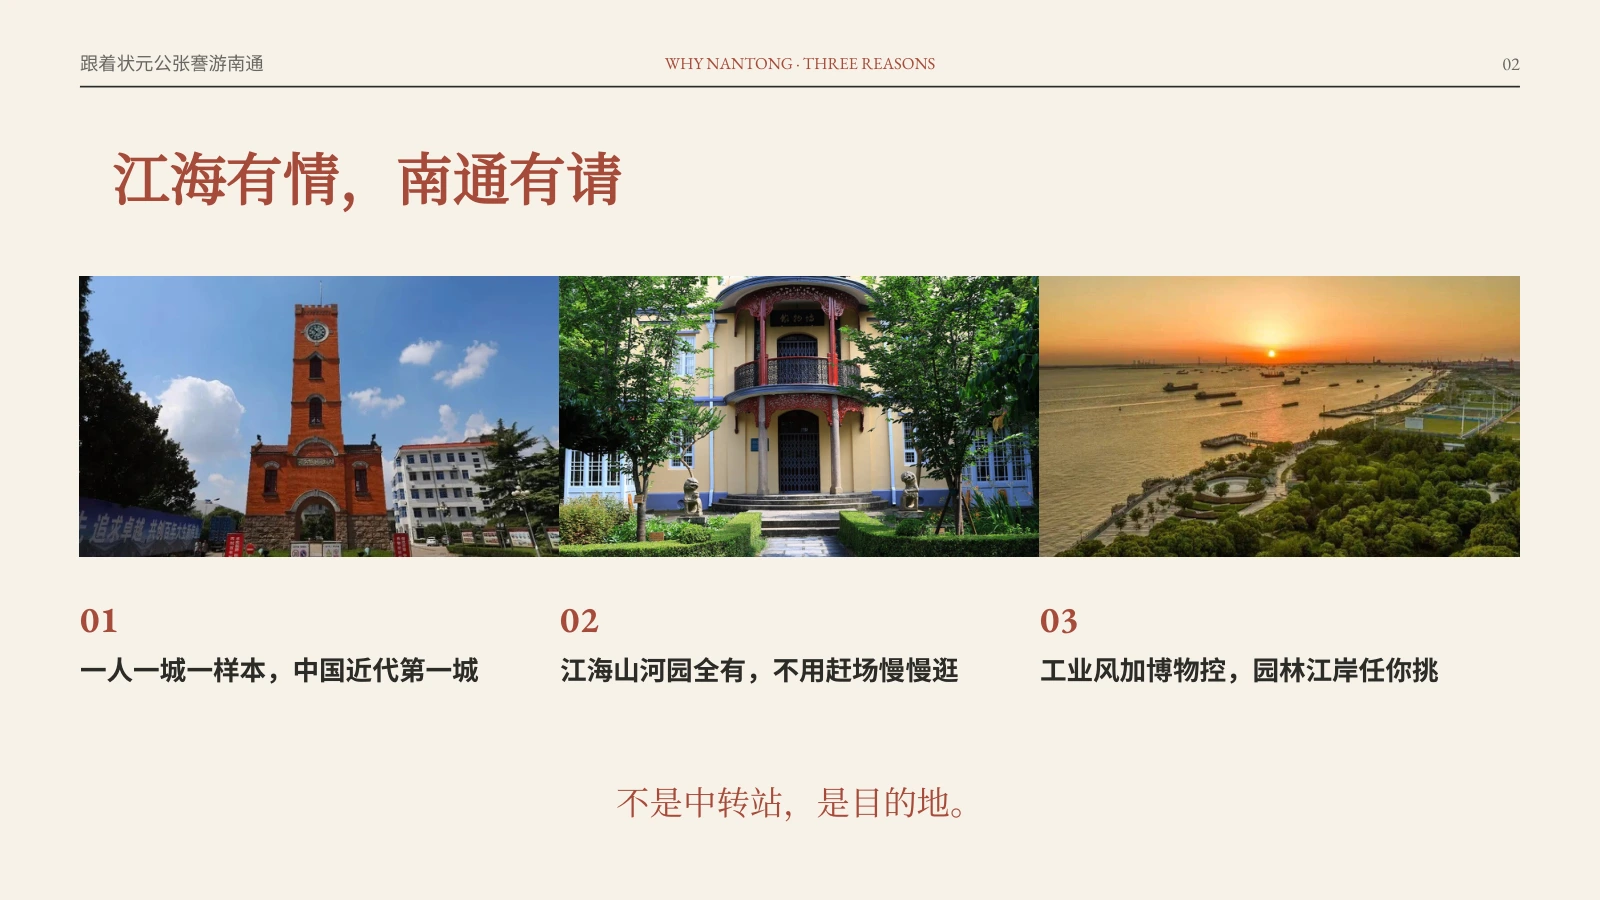 跟着状元公张謇游南通
WHY NANTONG · THREE REASONS
02
江海有情，南通有请
追求卓越
01
一人一城一样本，中国近代第一城
02
江海山河园全有，不用赶场慢慢逛
03
工业风加博物控，园林江岸任你挑
不是中转站，是目的地。